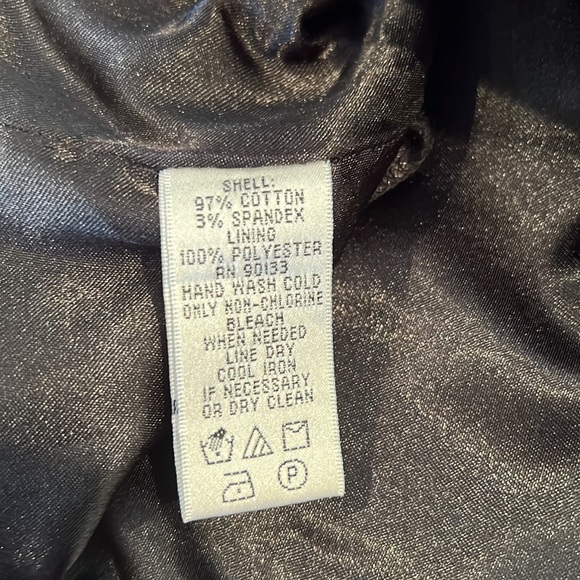 SHELL:
97% COTTON
3% SPANDEX
LINING
100% POLYESTER
RN 90133
HAND WASH COLD
ONLY NON-CHLORINE
BLEACH
WHEN NEEDED
LINE DRY
COOL IRON
IF NECESSARY
OR DRY CLEAN
P